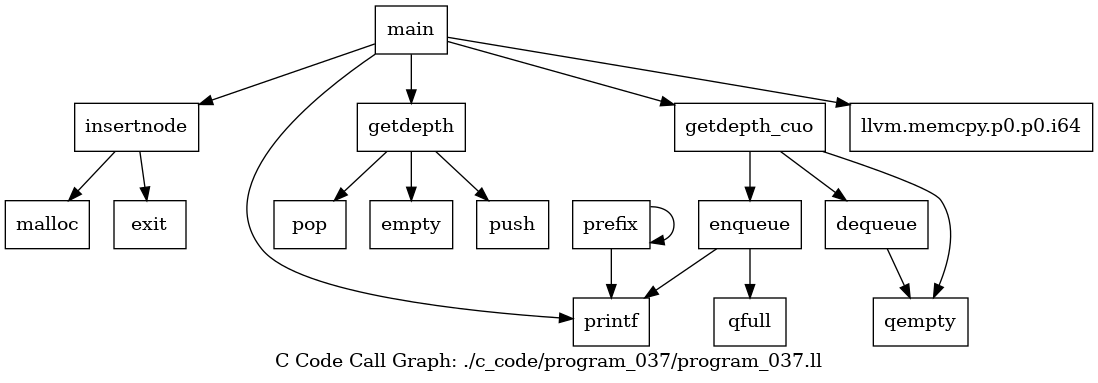 main
insertnode
getdepth
getdepth_cuo
llvm.memcpy.p0.p0.i64
malloc
exit
pop
empty
push
prefix
enqueue
dequeue
printf
qfull
qempty
C Code Call Graph: ./c_code/program_037/program_037.ll